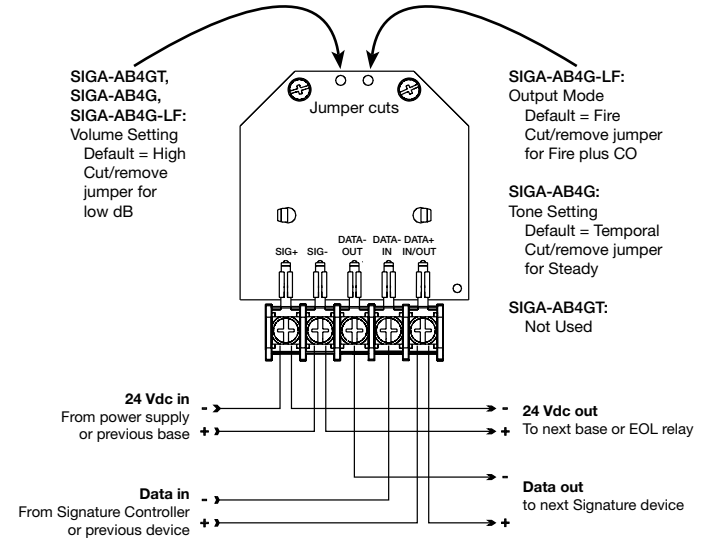 SIGA-AB4GT,
SIGA-AB4G,
SIGA-AB4G-LF:
Volume Setting
Default = High
Cut/remove
jumper for
low dB
Jumper cuts
SIGA-AB4G-LF:
Output Mode
Default = Fire
Cut/remove jumper
for Fire plus CO
SIGA-AB4G:
Tone Setting
Default = Temporal
Cut/remove jumper
for Steady
SIGA-AB4GT:
Not Used
SIG+ SIG- DATA- OUT DATA- IN DATA+ IN/OUT
24 Vdc in
From power supply
or previous base
- +
24 Vdc out
To next base or EOL relay
- +
Data in
From Signature Controller
or previous device
- +
Data out
to next Signature device
- +